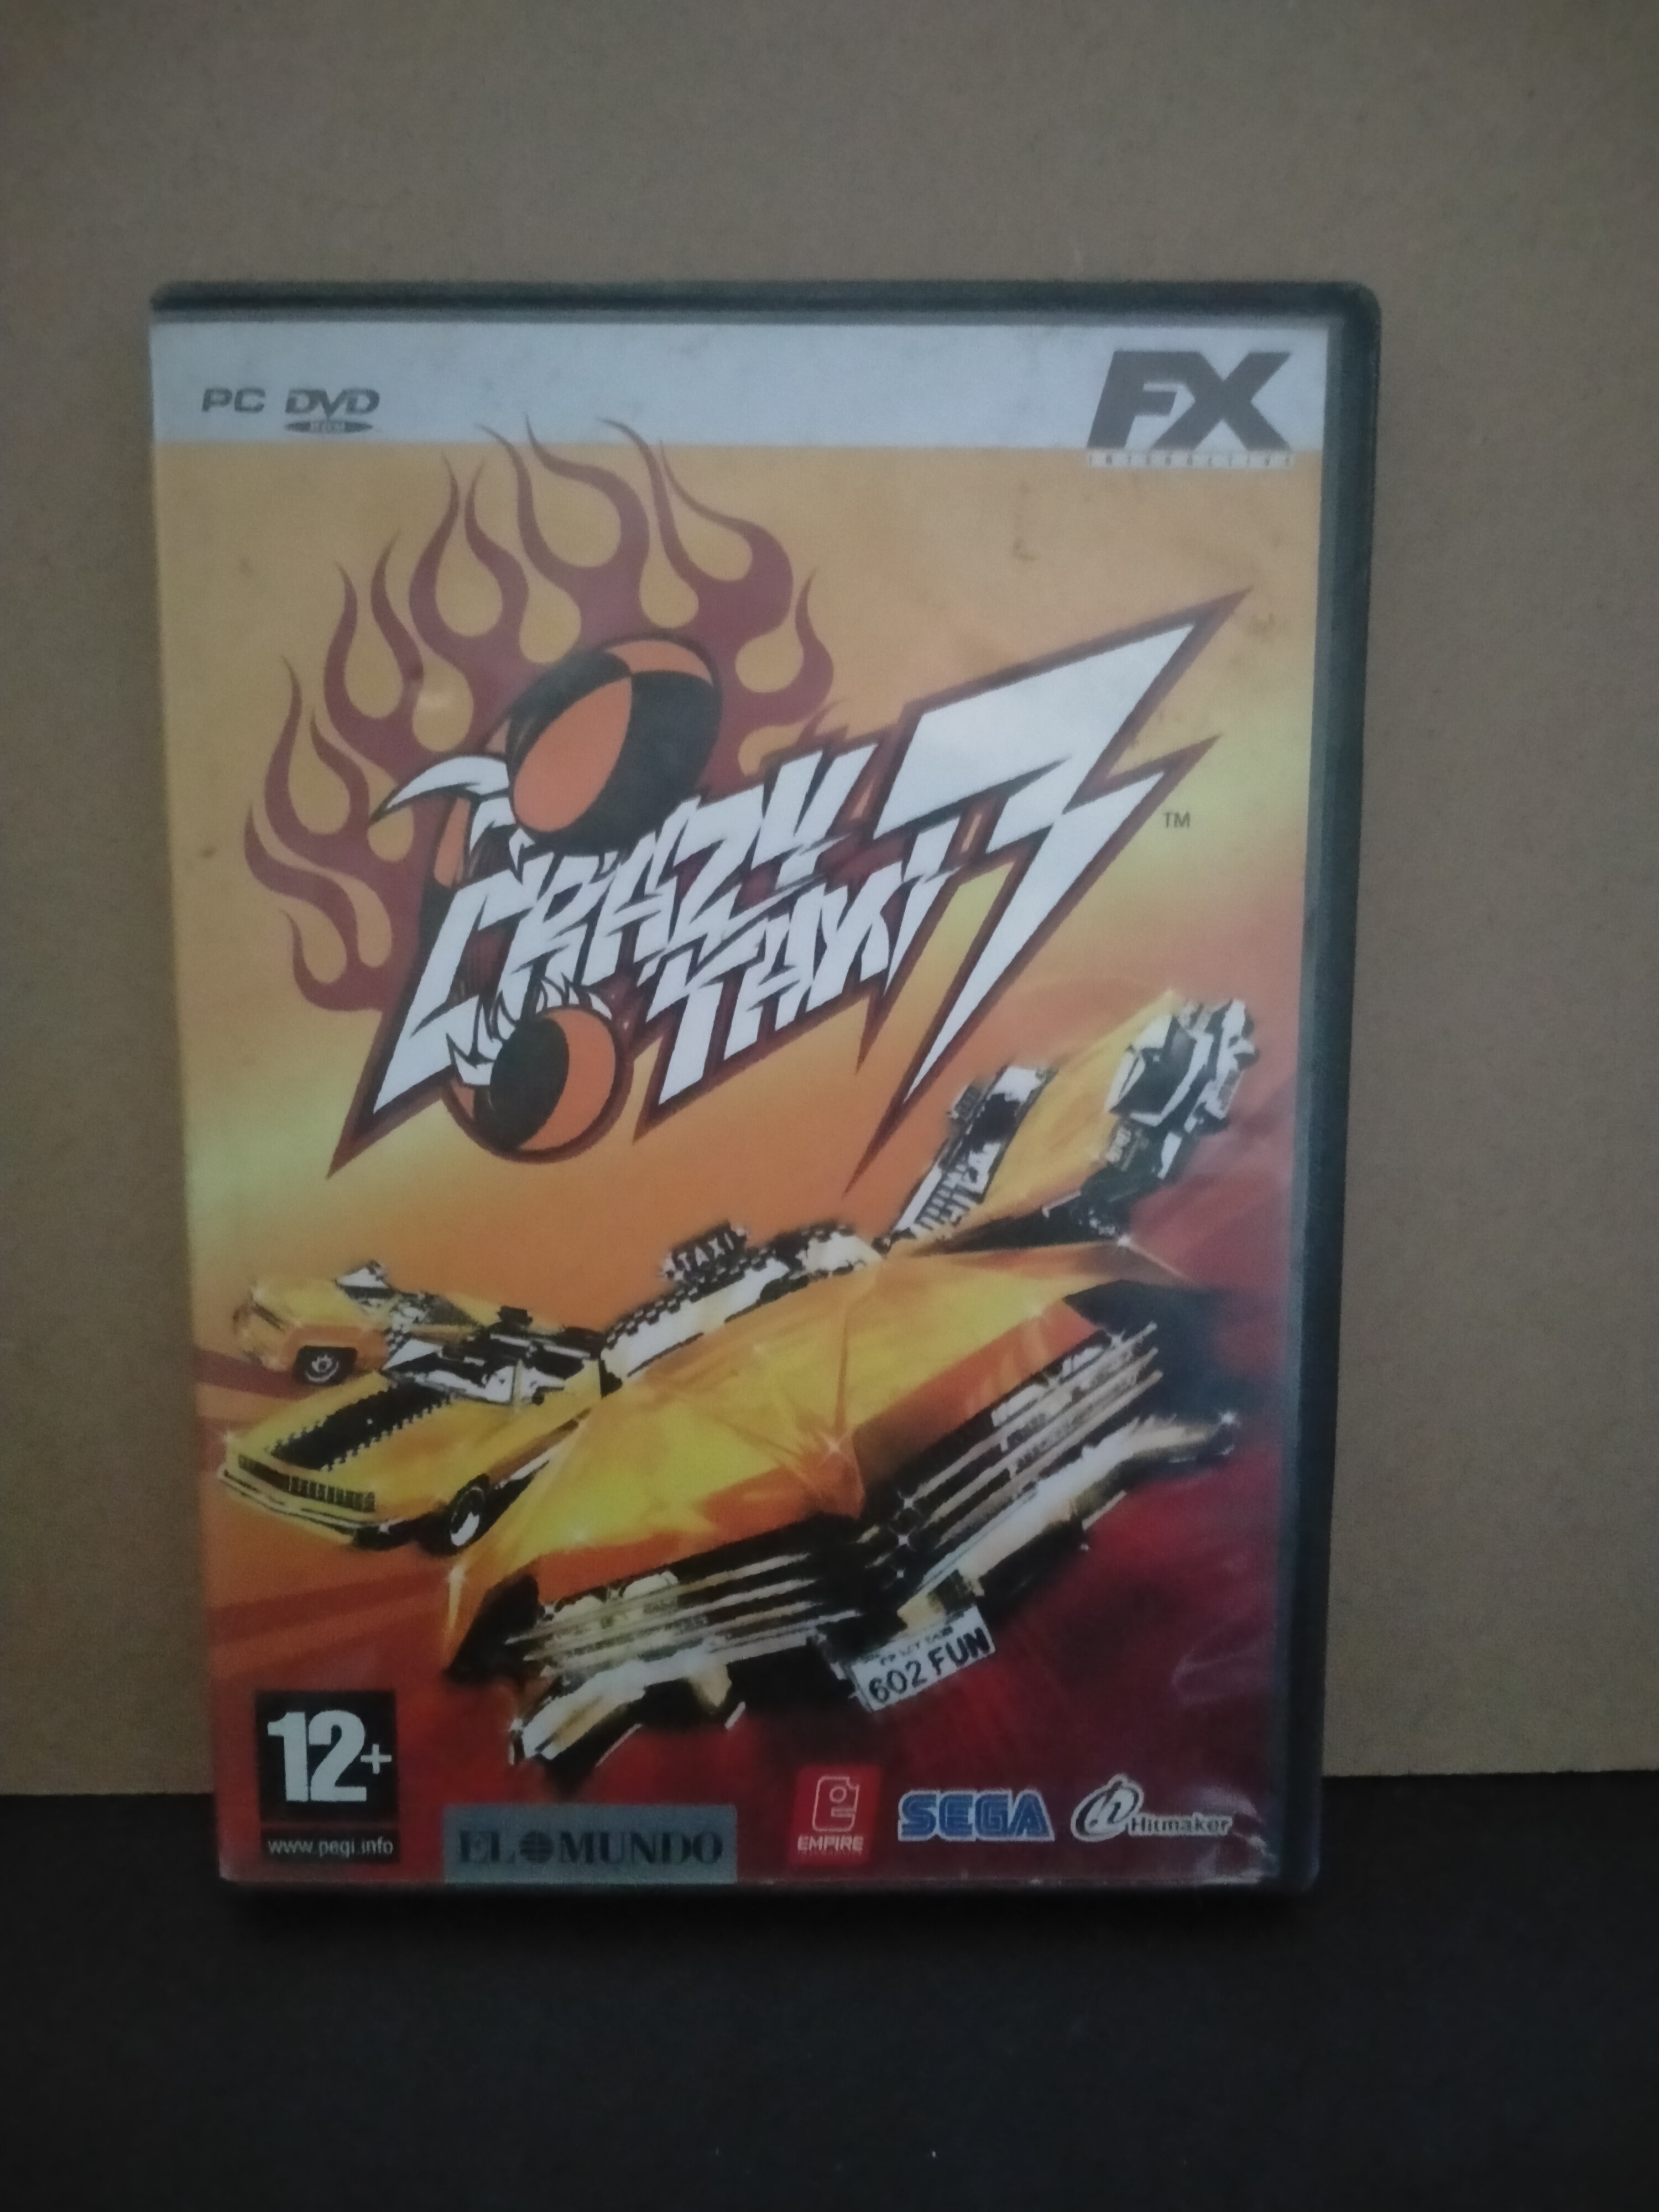 PC DVD
FX
INTERACTIVE
CRAZY
TAXI 3
TM
TAXI
602 FUN
12+
www.pegi.info
EL MUNDO
EMPIRE
SEGA
Hitmaker